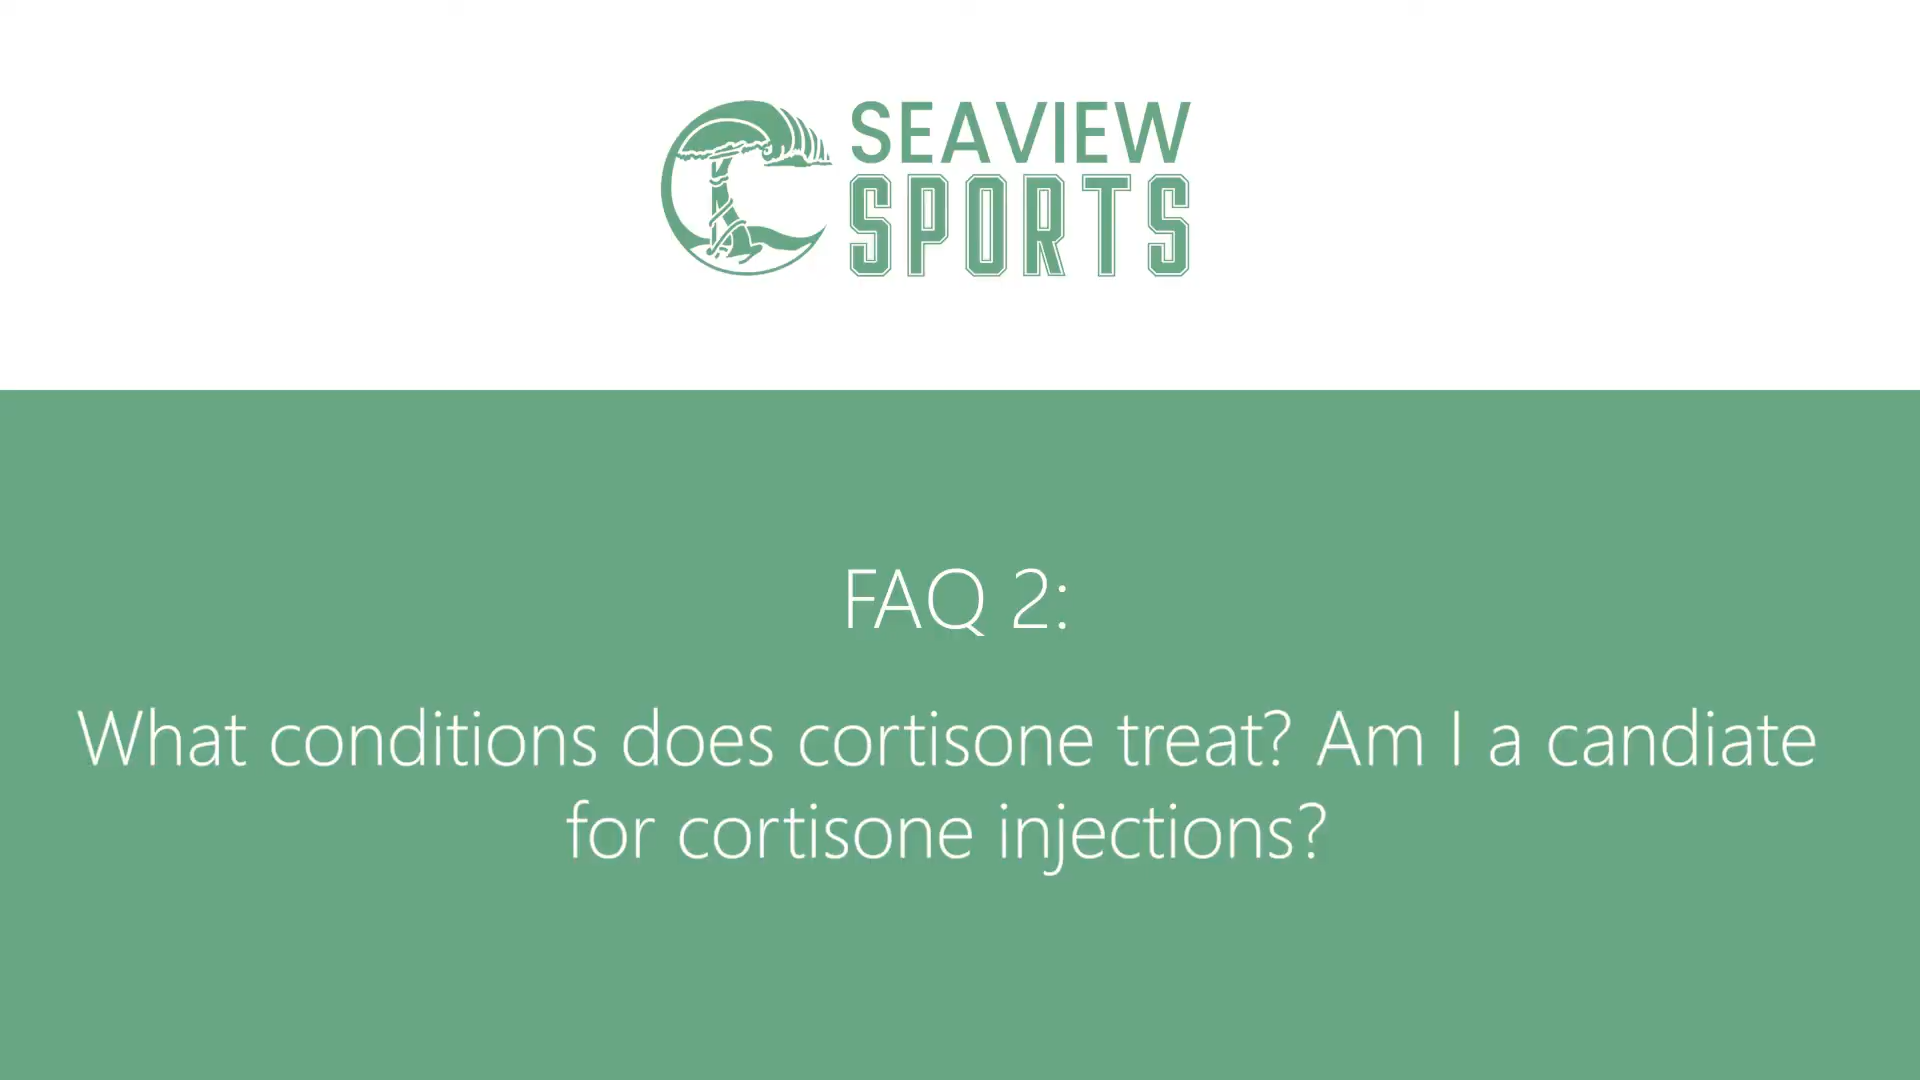 SEAVIEW
SPORTS
FAQ 2:
What conditions does cortisone treat? Am I a candiate
for cortisone injections?